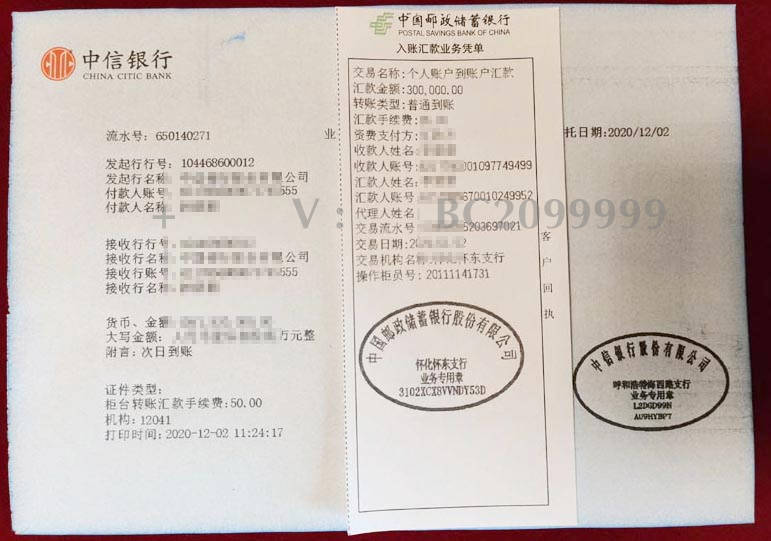 中信银行
CHINA CITIC BANK
流水号: 650140271
业
托日期:2020/12/02
发起行行号: 104468600012
发起行行名称
公司
付款人账号
555
付款人名称
接收行行号:
接收行名称
公司
接收行账号:
555
接收行名称
货币、金额
大写金额:
万元整
附言: 次日到账
证件类型:
柜台转账汇款手续费:50.00
机构: 12041
打印时间: 2020-12-02 11:24:17
中国邮政储蓄银行
POSTAL SAVINGS BANK OF CHINA
入账汇款业务凭单
交易名称:个人账户到账户汇款
汇款金额:300,000.00
转账类型:普通到账
汇款手续费:
资费支付方:
收款人姓名:
收款人账号:
001097749499
汇款人姓名:
汇款人账号:
670010249952
代理人姓名:
交易流水号
6203697021
交易日期:2
交易机构名称
怀东支行
操作柜员号: 20111141731
客户回执
中国邮政储蓄银行股份有限公司
怀化怀东支行
业务专用章
3102XCX8VVNDY53D
中信银行股份有限公司
呼和浩特海西路支行
业务专用章
L2DGD99N
AU9HYBP7
+ V: BC2099999